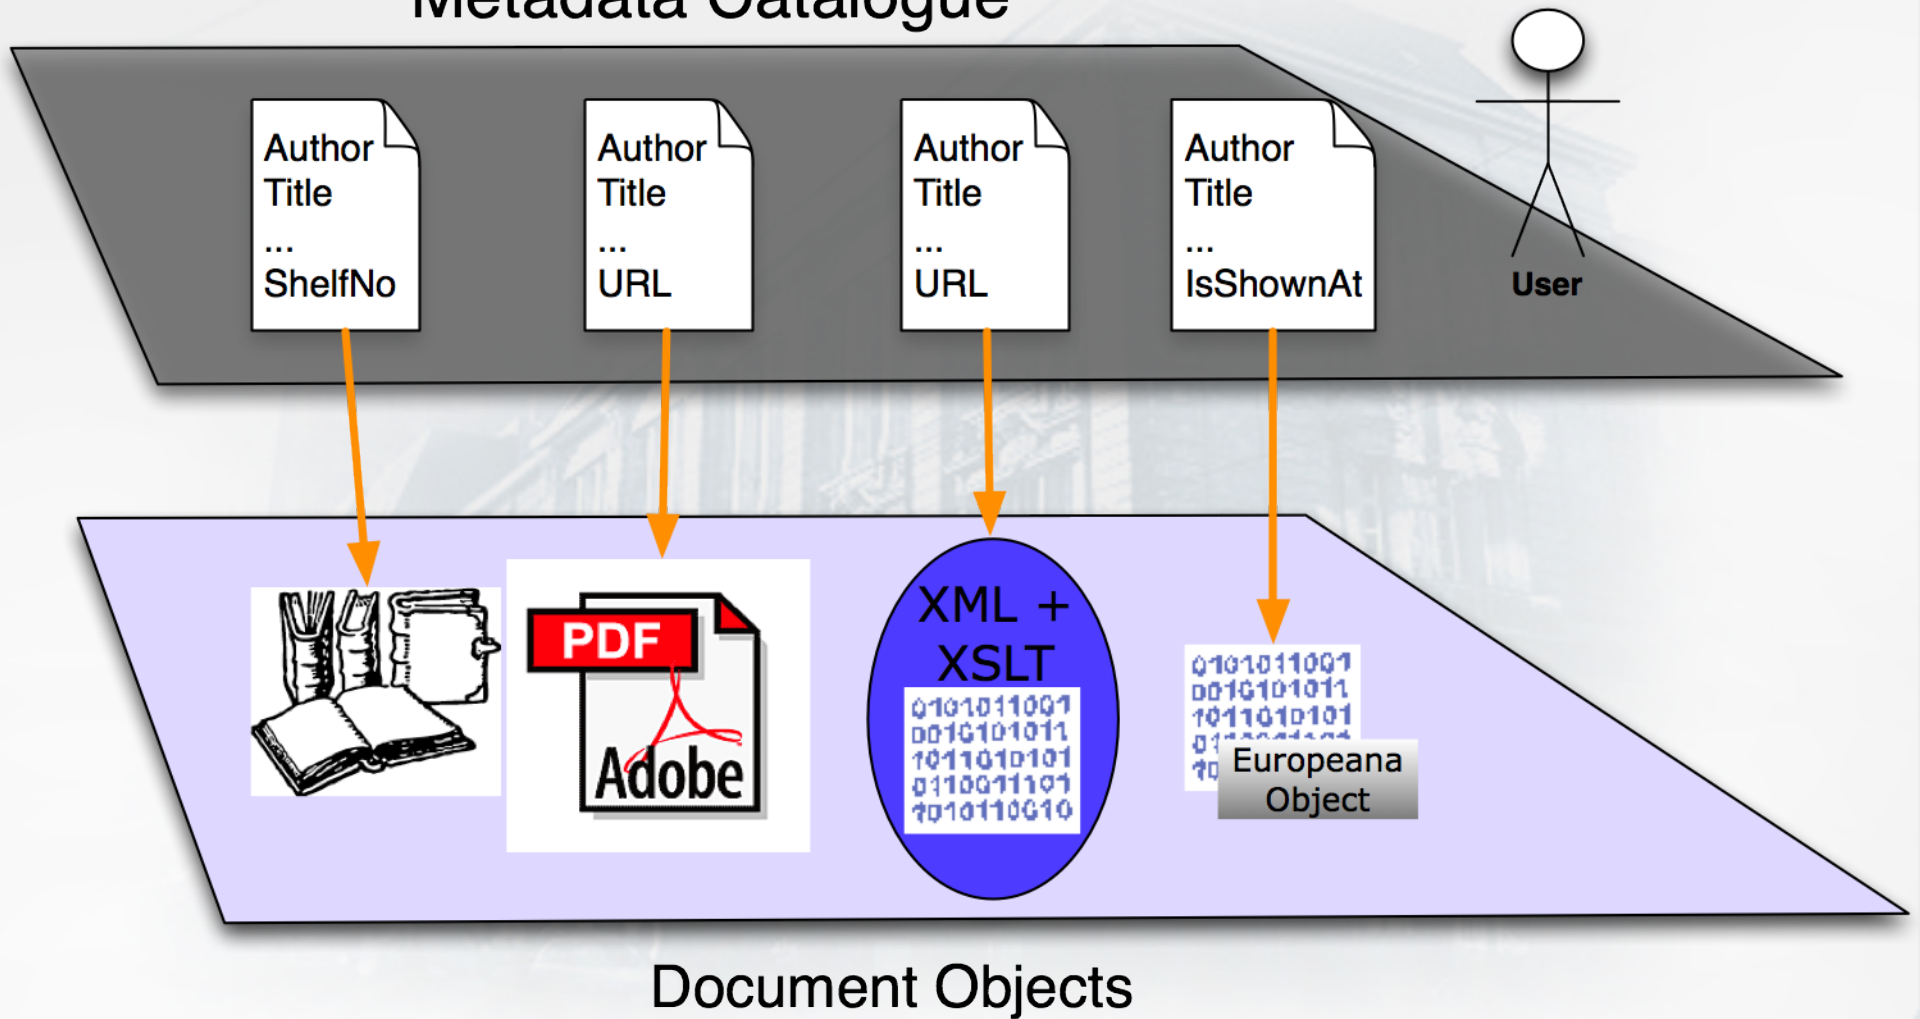 Metadata Catalogue
Author
Title
...
ShelfNo
Author
Title
...
URL
Author
Title
...
URL
Author
Title
...
IsShownAt
User
PDF
Adobe
XML +
XSLT
0101011001
0010101011
1011010101
0110011101
1010110010
0101011001
0010101011
1011010101
Europeana
Object
Document Objects